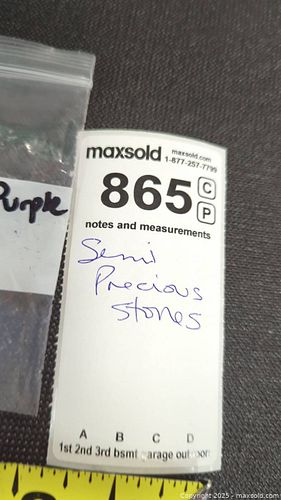 Purple
maxsold maxsold.com
1-877-257-7799
865 C
P
notes and measurements
Semi
Precious
Stones
A B C D
1st 2nd 3rd bsmt garage outdoor
Copyright 2025 - maxsold.com